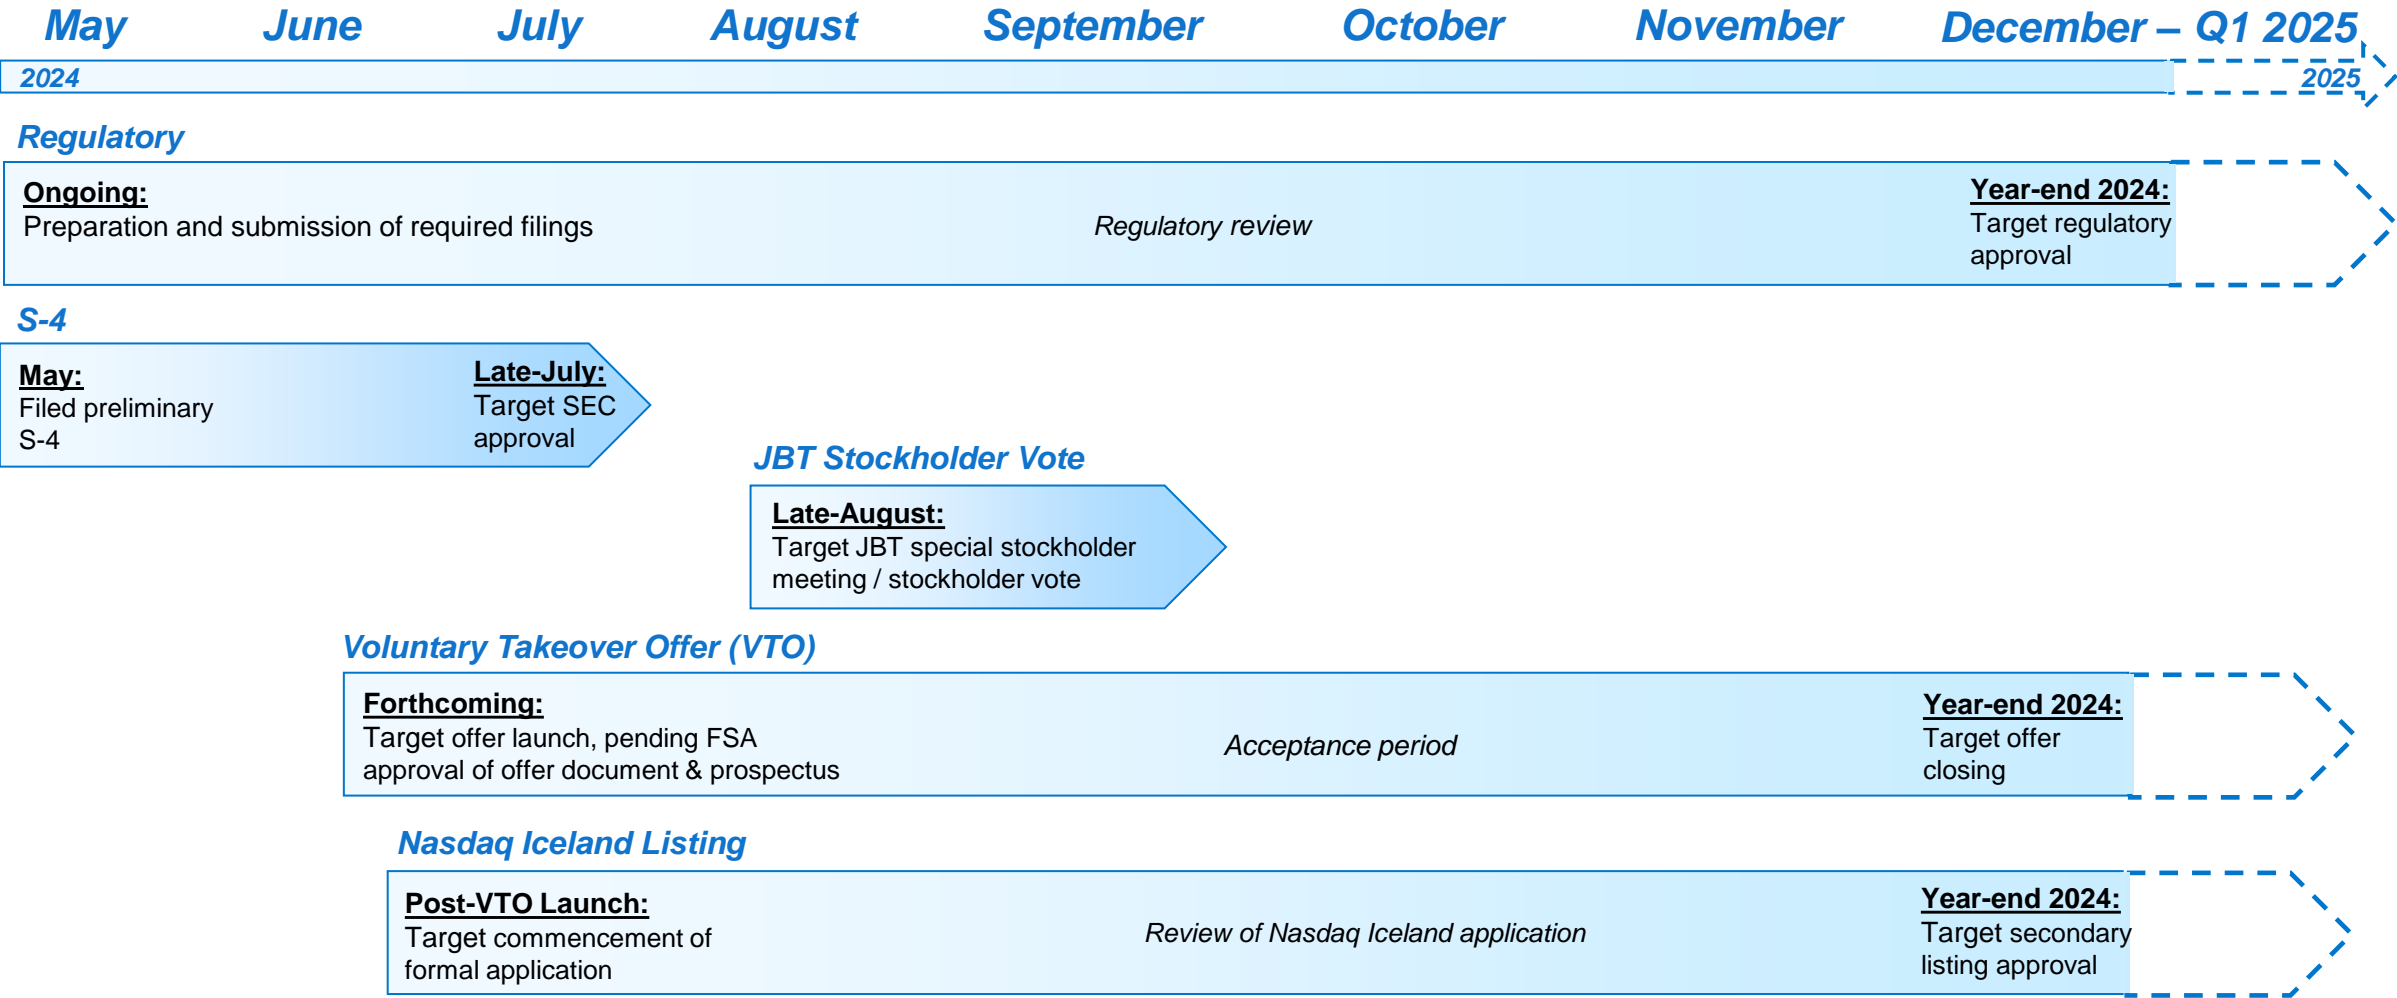 May June July August September October November December – Q1 2025
2024 2025
Regulatory
Ongoing:
Preparation and submission of required filings
Regulatory review
Year-end 2024:
Target regulatory
approval
S-4
May:
Filed preliminary
S-4
Late-July:
Target SEC
approval
JBT Stockholder Vote
Late-August:
Target JBT special stockholder
meeting / stockholder vote
Voluntary Takeover Offer (VTO)
Forthcoming:
Target offer launch, pending FSA
approval of offer document & prospectus
Acceptance period
Year-end 2024:
Target offer
closing
Nasdaq Iceland Listing
Post-VTO Launch:
Target commencement of
formal application
Review of Nasdaq Iceland application
Year-end 2024:
Target secondary
listing approval